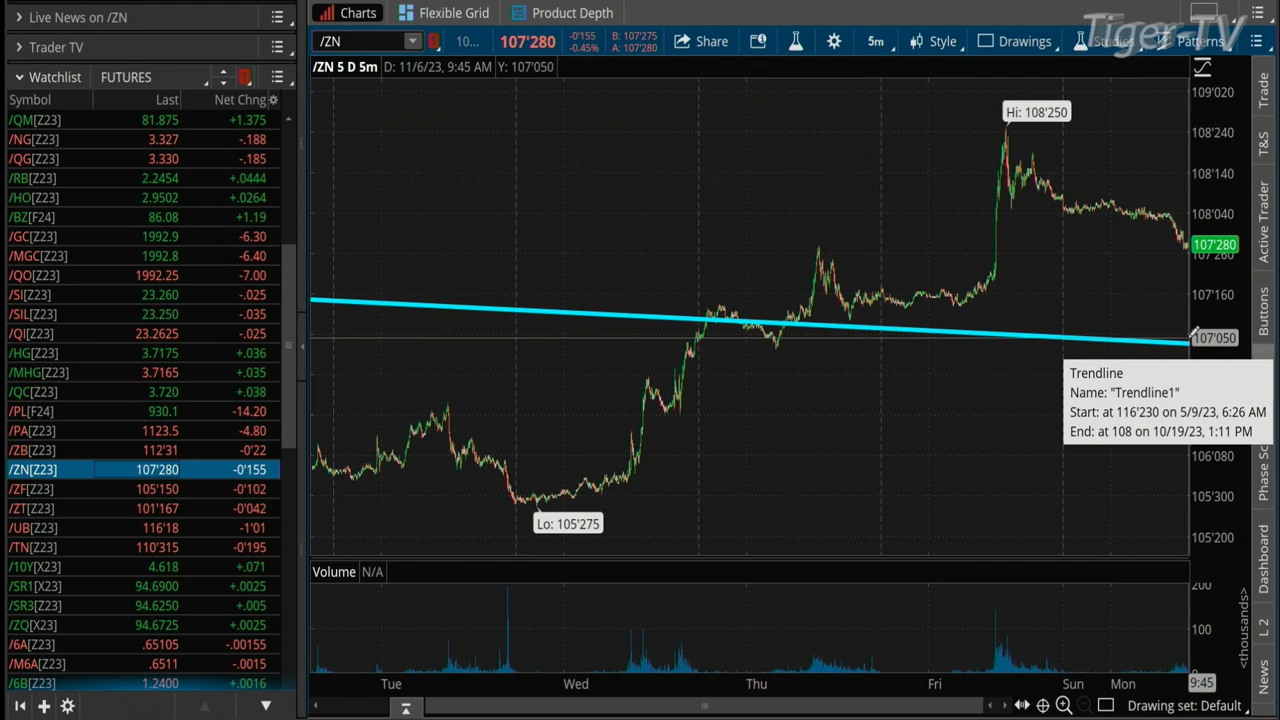 Live News on /ZN
Trader TV
Watchlist FUTURES
Symbol Last Net Chng
/QM[Z23] 81.875 +1.375
/NG[Z23] 3.327 -.188
/QG[Z23] 3.330 -.185
/RB[Z23] 2.2454 +.0444
/HO[Z23] 2.9502 +.0264
/BZ[F24] 86.08 +1.19
/GC[Z23] 1992.9 -6.30
/MGC[Z23] 1992.8 -6.40
/QO[Z23] 1992.25 -7.00
/SI[Z23] 23.260 -.025
/SIL[Z23] 23.260 -.035
/QI[Z23] 23.2625 -.025
/HG[Z23] 3.7175 +.036
/MHG[Z23] 3.7165 +.035
/QC[Z23] 3.720 +.038
/PL[F24] 930.1 -14.20
/PA[Z23] 1123.5 -4.80
/ZB[Z23] 112'31 -0'22
/ZN[Z23] 107'280 -0'155
/ZF[Z23] 105'150 -0'102
/ZT[Z23] 101'167 -0'042
/UB[Z23] 116'18 -1'01
/TN[Z23] 110'315 -0'195
/10Y[X23] 4.618 +.071
/SR1[Z23] 94.6900 +.0025
/SR3[Z23] 94.6250 +.005
/ZQ[X23] 94.6725 +.0025
/6A[Z23] .65105 -.00155
/M6A[Z23] .6511 -.0015
/6B[Z23] 1.2400 +.0016
Charts Flexible Grid Product Depth
Tiger-TV
/ZN 10... 107'280 -0'155 -0.45% B: 107'275 A: 107'280 Share 5m Style Drawings Studies Patterns
/ZN 5 D 5m D: 11/6/23, 9:45 AM Y: 107'050
109'020
Hi: 108'250
108'240
108'140
108'040
107'280
107'260
107'160
107'050
Trendline
Name: "Trendline1"
Start: at 116'230 on 5/9/23, 6:26 AM
End: at 108 on 10/19/23, 1:11 PM
106'080
105'300
Lo: 105'275
105'200
Volume N/A
200
100
<thousands>
Tue Wed Thu Fri Sun Mon 9:45
Drawing set: Default
Trade
T&S
Active Trader
Buttons
Phase Sc
Dashboard
L 2
News